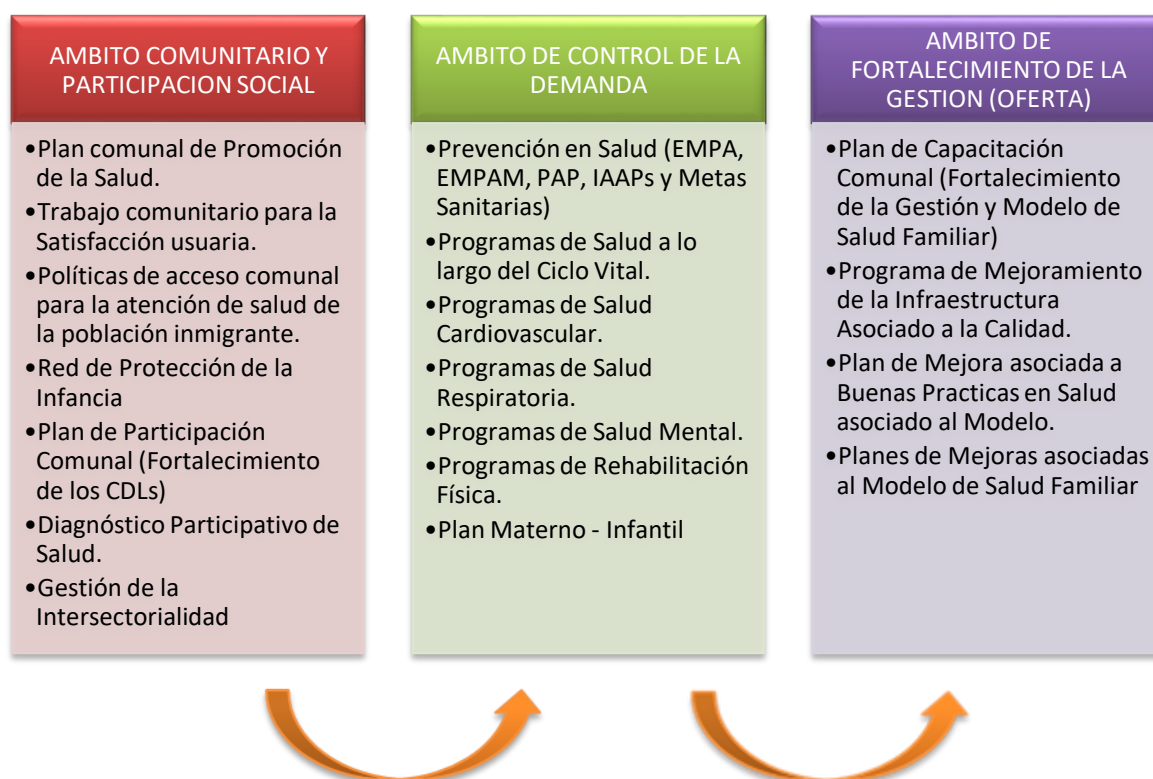 AMBITO COMUNITARIO Y
PARTICIPACION SOCIAL
•Plan comunal de Promoción
de la Salud.
•Trabajo comunitario para la
Satisfacción usuaria.
•Políticas de acceso comunal
para la atención de salud de
la población inmigrante.
•Red de Protección de la
Infancia
•Plan de Participación
Comunal (Fortalecimiento
de los CDLs)
•Diagnóstico Participativo de
Salud.
•Gestión de la
Intersectorialidad
AMBITO DE CONTROL DE LA
DEMANDA
•Prevención en Salud (EMPA,
EMPAM, PAP, IAAPs y Metas
Sanitarias)
•Programas de Salud a lo
largo del Ciclo Vital.
•Programas de Salud
Cardiovascular.
•Programas de Salud
Respiratoria.
•Programas de Salud Mental.
•Programas de Rehabilitación
Física.
•Plan Materno - Infantil
AMBITO DE
FORTALECIMIENTO DE LA
GESTION (OFERTA)
•Plan de Capacitación
Comunal (Fortalecimiento
de la Gestión y Modelo de
Salud Familiar)
•Programa de Mejoramiento
de la Infraestructura
Asociado a la Calidad.
•Plan de Mejora asociada a
Buenas Practicas en Salud
asociado al Modelo.
•Planes de Mejoras asociadas
al Modelo de Salud Familiar